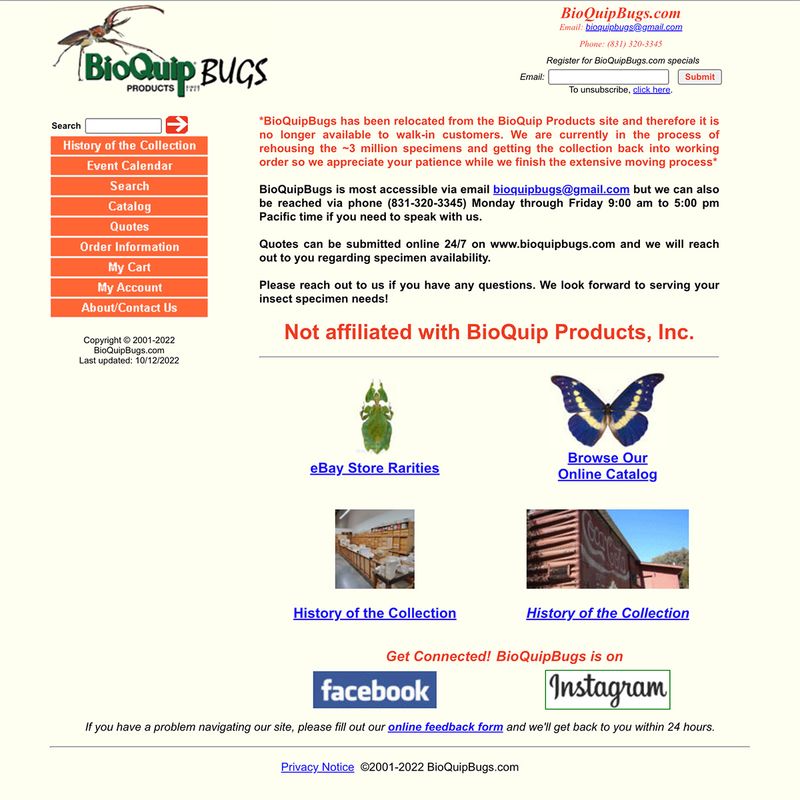 BioQuip BUGS
PRODUCTS
BioQuipBugs.com
Email: bioquipbugs@gmail.com
Phone: (831) 320-3345
Register for BioQuipBugs.com specials
Email:
Submit
To unsubscribe, click here.
Search
History of the Collection
Event Calendar
Search
Catalog
Quotes
Order Information
My Cart
My Account
About/Contact Us
Copyright © 2001-2022
BioQuipBugs.com
Last updated: 10/12/2022
*BioQuipBugs has been relocated from the BioQuip Products site and therefore it is
no longer available to walk-in customers. We are currently in the process of
rehousing the ~3 million specimens and getting the collection back into working
order so we appreciate your patience while we finish the extensive moving process*
BioQuipBugs is most accessible via email bioquipbugs@gmail.com but we can also
be reached via phone (831-320-3345) Monday through Friday 9:00 am to 5:00 pm
Pacific time if you need to speak with us.
Quotes can be submitted online 24/7 on www.bioquipbugs.com and we will reach
out to you regarding specimen availability.
Please reach out to us if you have any questions. We look forward to serving your
insect specimen needs!
Not affiliated with BioQuip Products, Inc.
eBay Store Rarities
Browse Our
Online Catalog
History of the Collection
History of the Collection
Get Connected! BioQuipBugs is on
facebook
Instagram
If you have a problem navigating our site, please fill out our online feedback form and we'll get back to you within 24 hours.
Privacy Notice ©2001-2022 BioQuipBugs.com